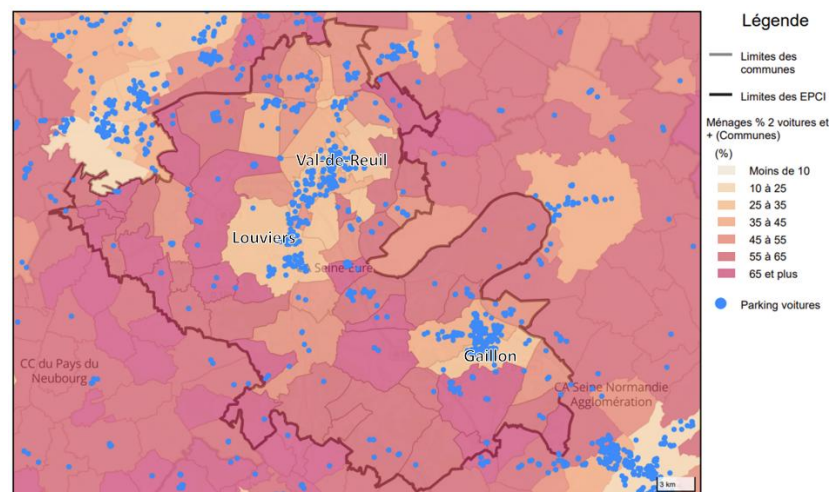 Val-de-Reuil
Louviers
CA Seine-Eure
Gaillon
CC du Pays du
Neubourg
CA Seine Normandie
Agglomération
3 km
Légende
Limites des
communes
Limites des EPCI
Ménages % 2 voitures et
+ (Communes)
(%)
Moins de 10
10 à 25
25 à 35
35 à 45
45 à 55
55 à 65
65 et plus
Parking voitures